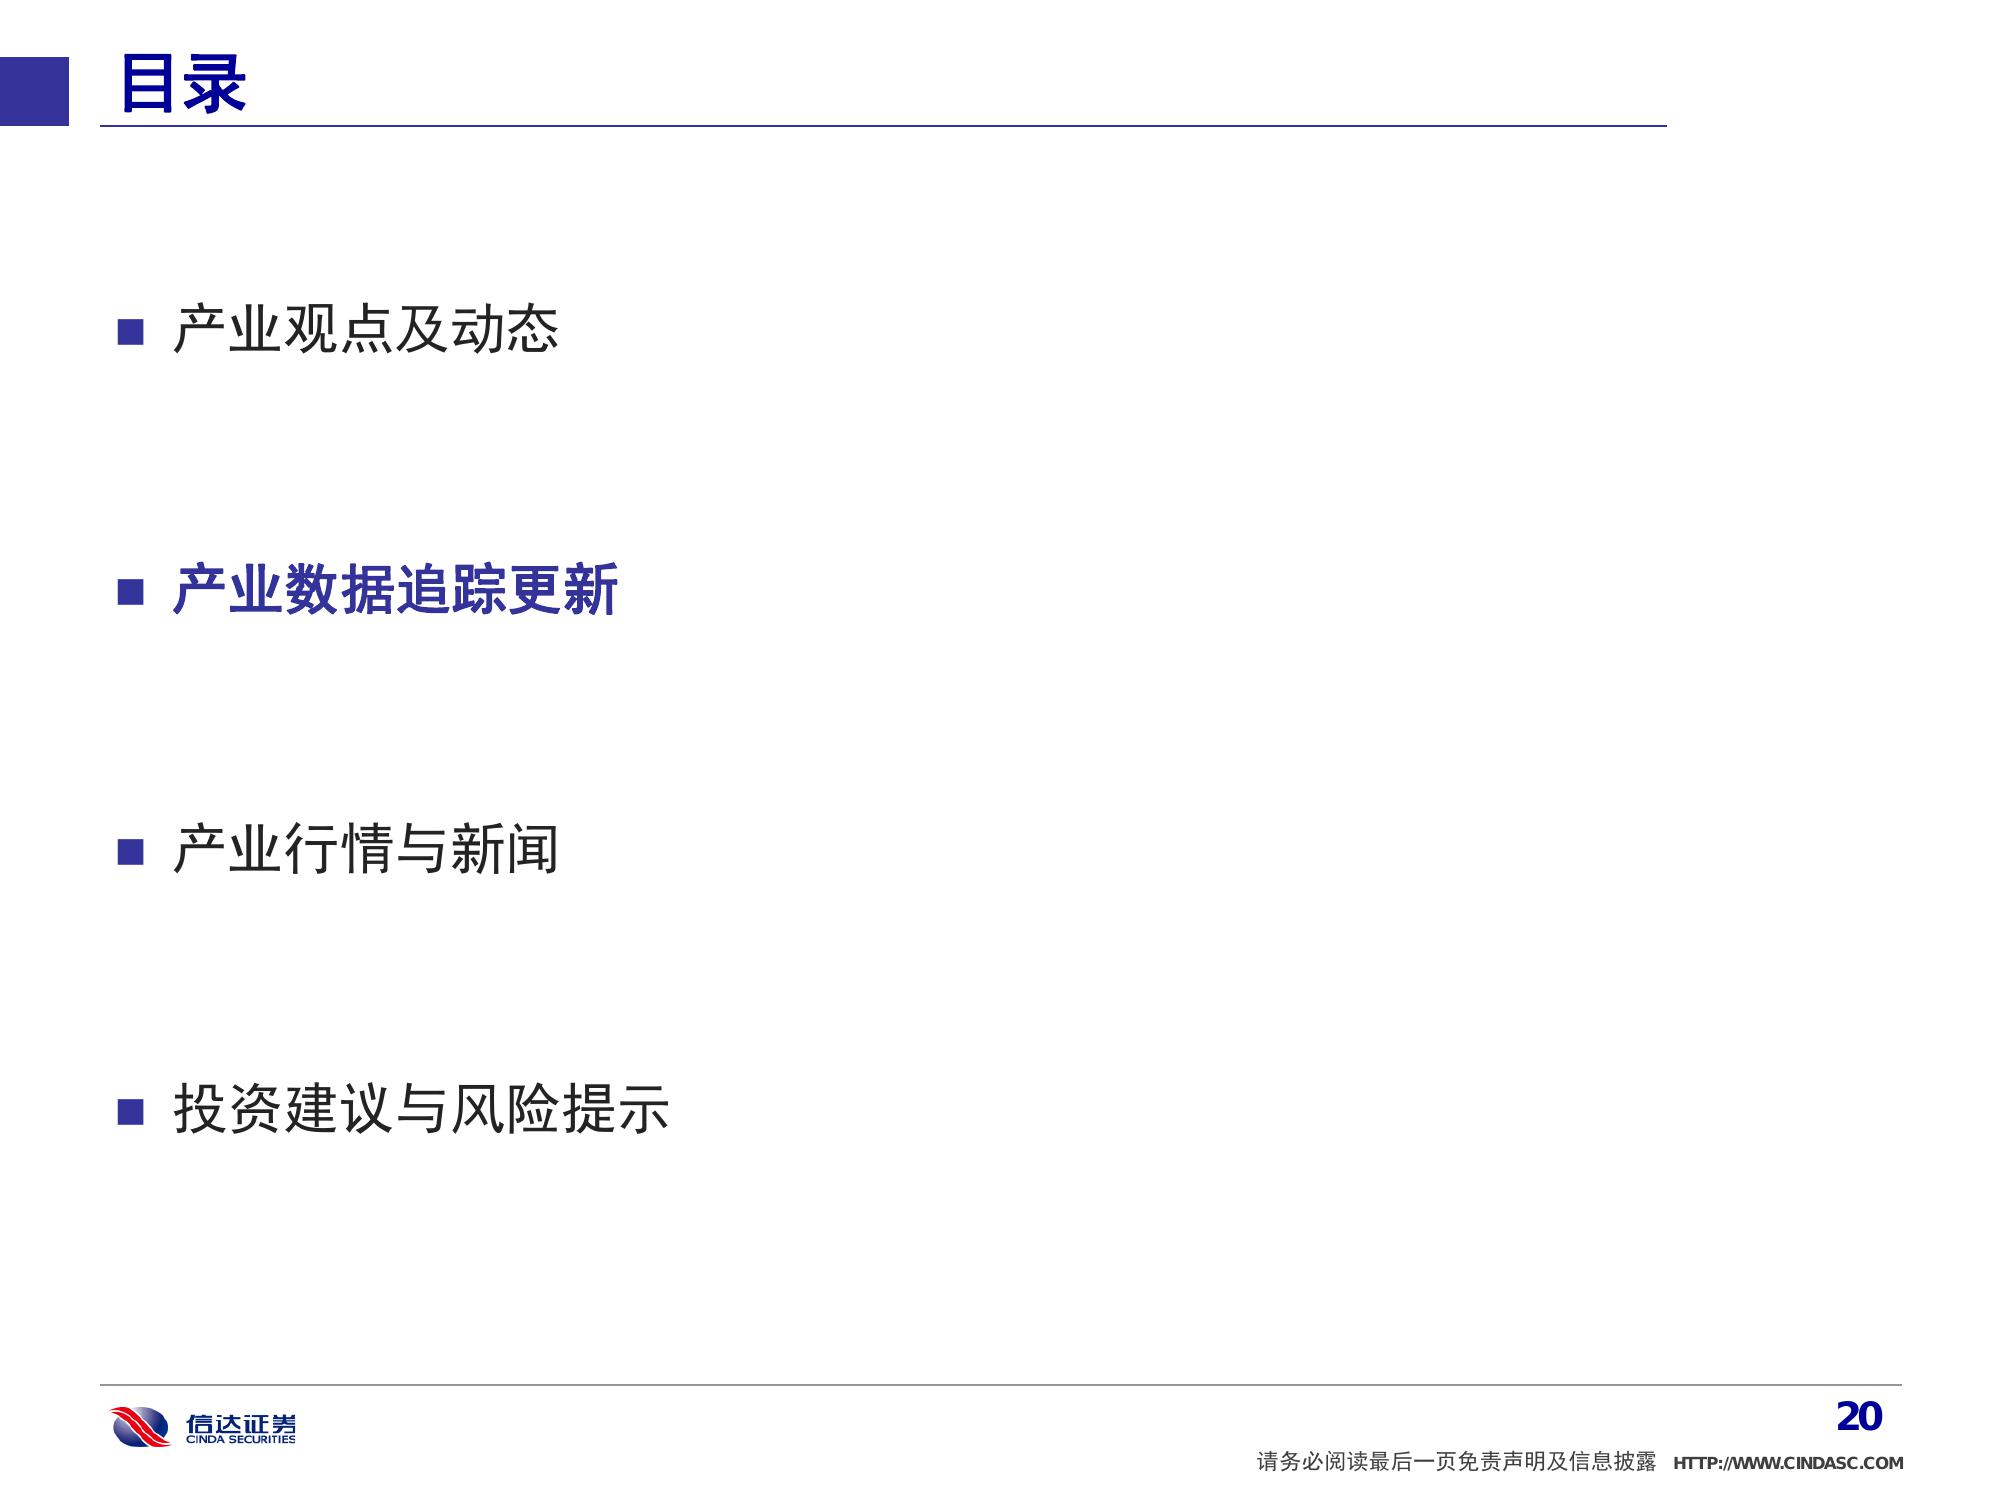 目录
产业观点及动态
产业数据追踪更新
产业行情与新闻
投资建议与风险提示
信达证券
CINDA SECURITIES
20
请务必阅读最后一页免责声明及信息披露 HTTP://WWW.CINDASC.COM